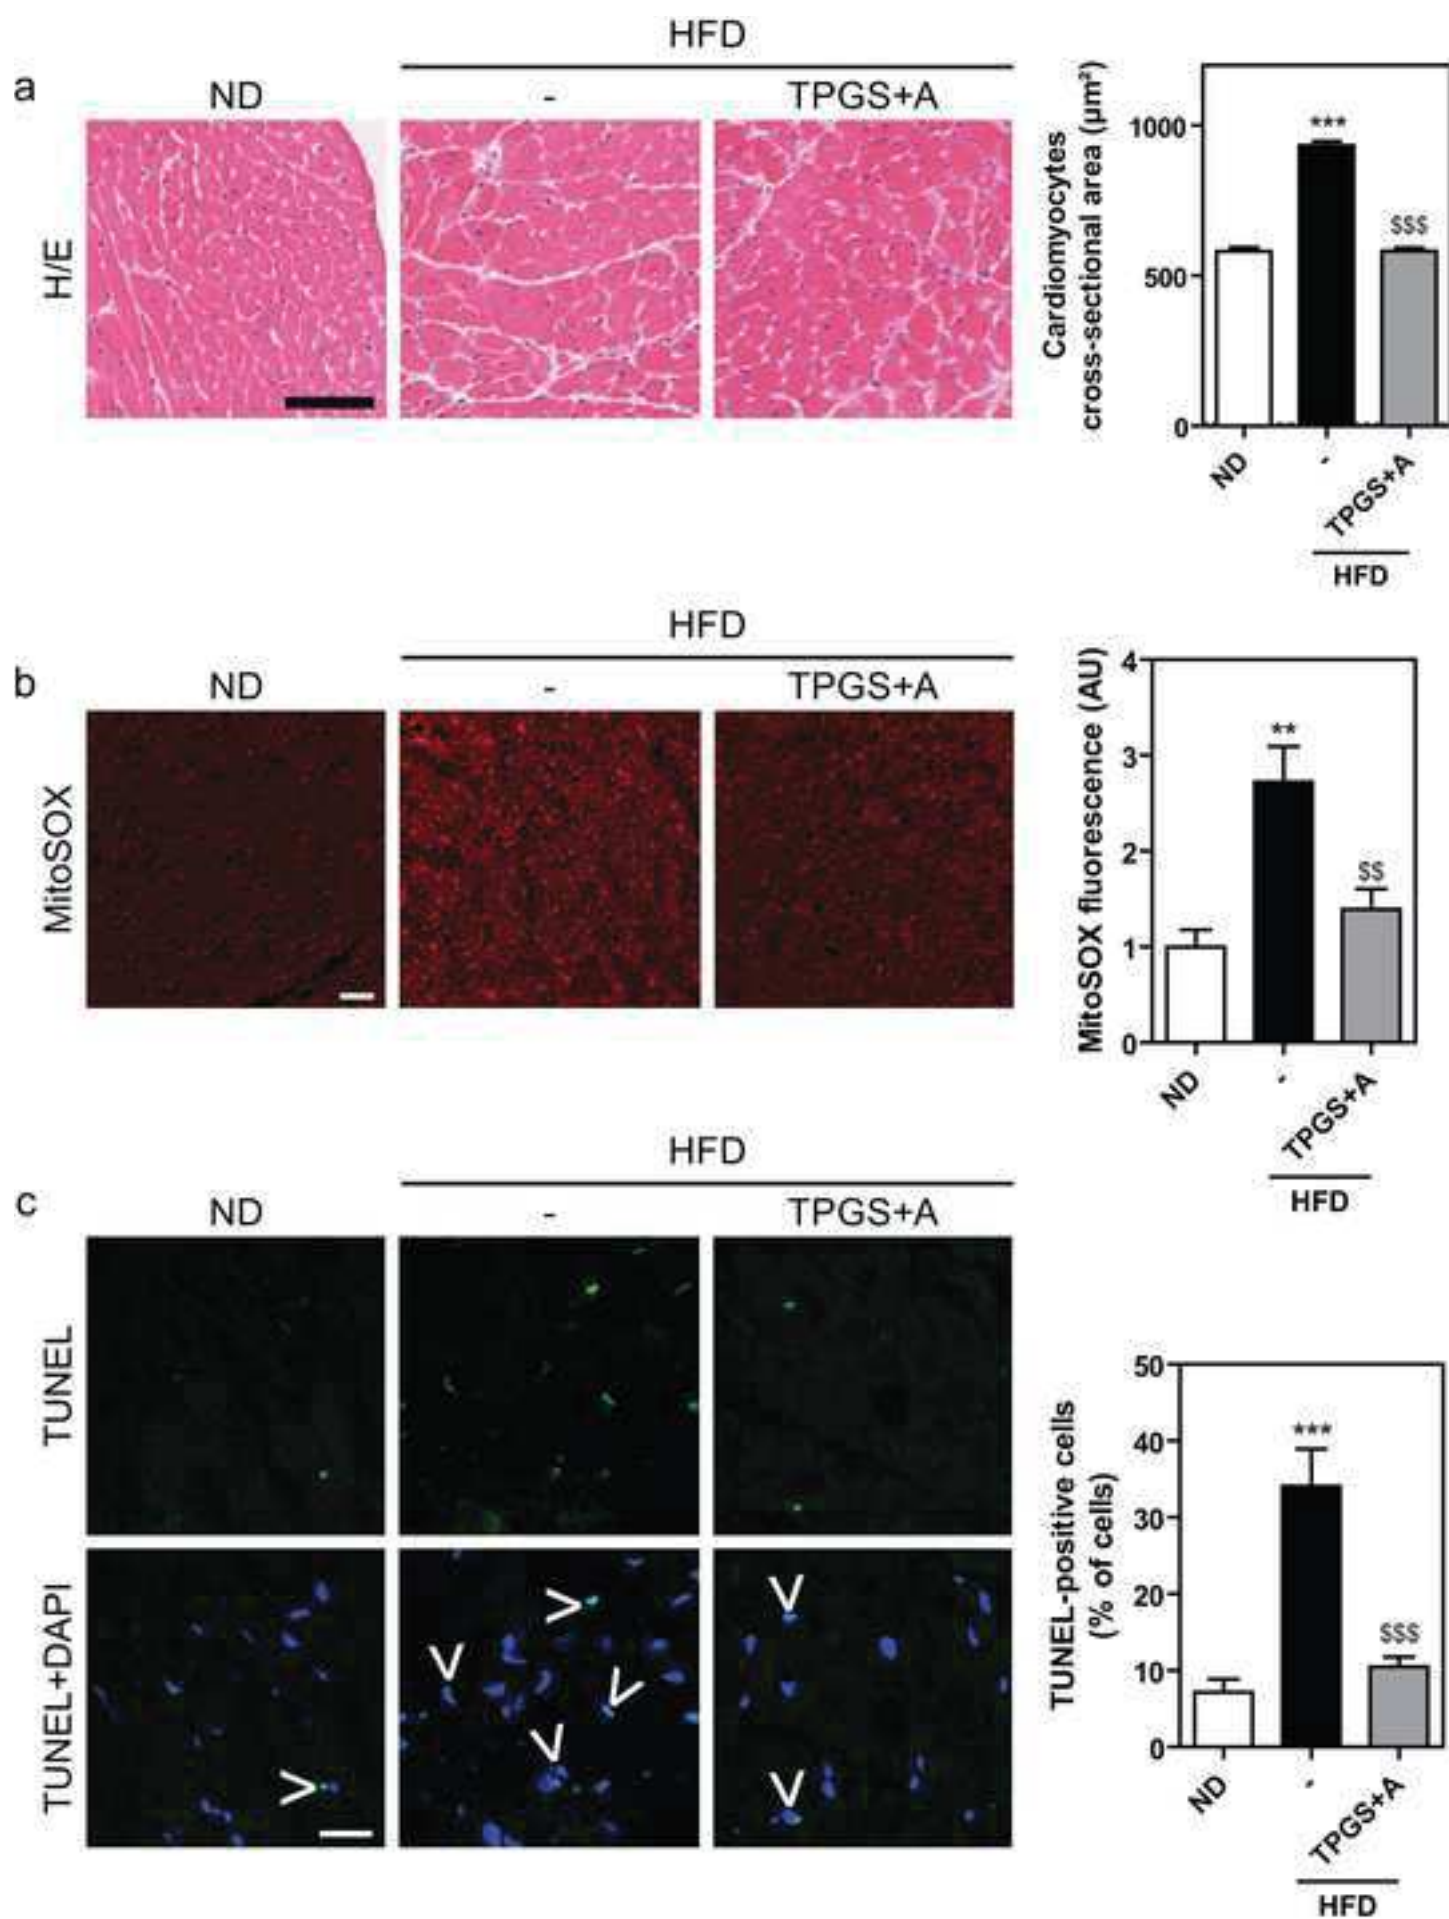 HFD
a
ND
-
TPGS+A
H/E
Cardiomyocytes
cross-sectional area (µm²)
1000
500
0
***
$$$
ND
-
TPGS+A
HFD
HFD
b
ND
-
TPGS+A
MitoSOX
MitoSOX fluorescence (AU)
4
3
2
1
0
**
$$
ND
-
TPGS+A
HFD
HFD
c
ND
-
TPGS+A
TUNEL
TUNEL+DAPI
TUNEL-positive cells
(% of cells)
50
40
30
20
10
0
***
$$$
ND
-
TPGS+A
HFD